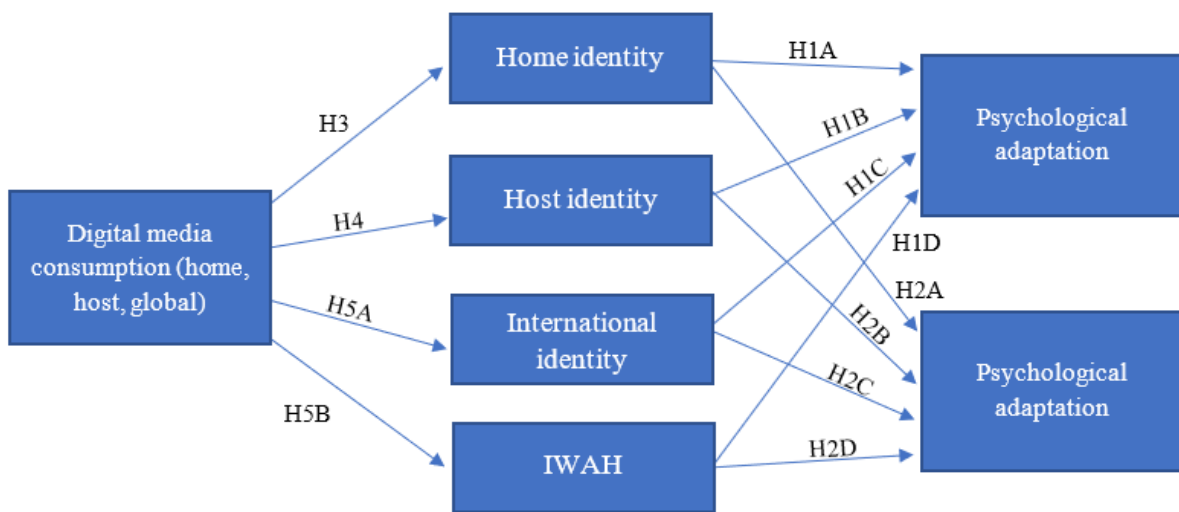 Home identity
H1A
Psychological
adaptation
H3
H1B
H1C
Host identity
H4
Digital media
consumption (home,
host, global)
H1D
H2A
H5A
International
identity
H2B
H2C
Psychological
adaptation
H5B
IWAH
H2D